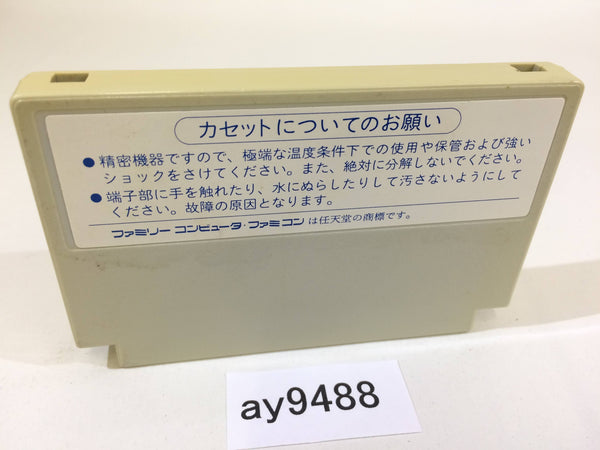 カセットについてのお願い
●精密機器ですので、極端な温度条件下での使用や保管および強い
ショックをさけてください。また、絶対に分解しないでください。
●端子部に手を触れたり、水にぬらしたりして汚さないようにして
ください。故障の原因となります。
ファミリー コンピュータ・ファミコン は任天堂の商標です。
ay9488